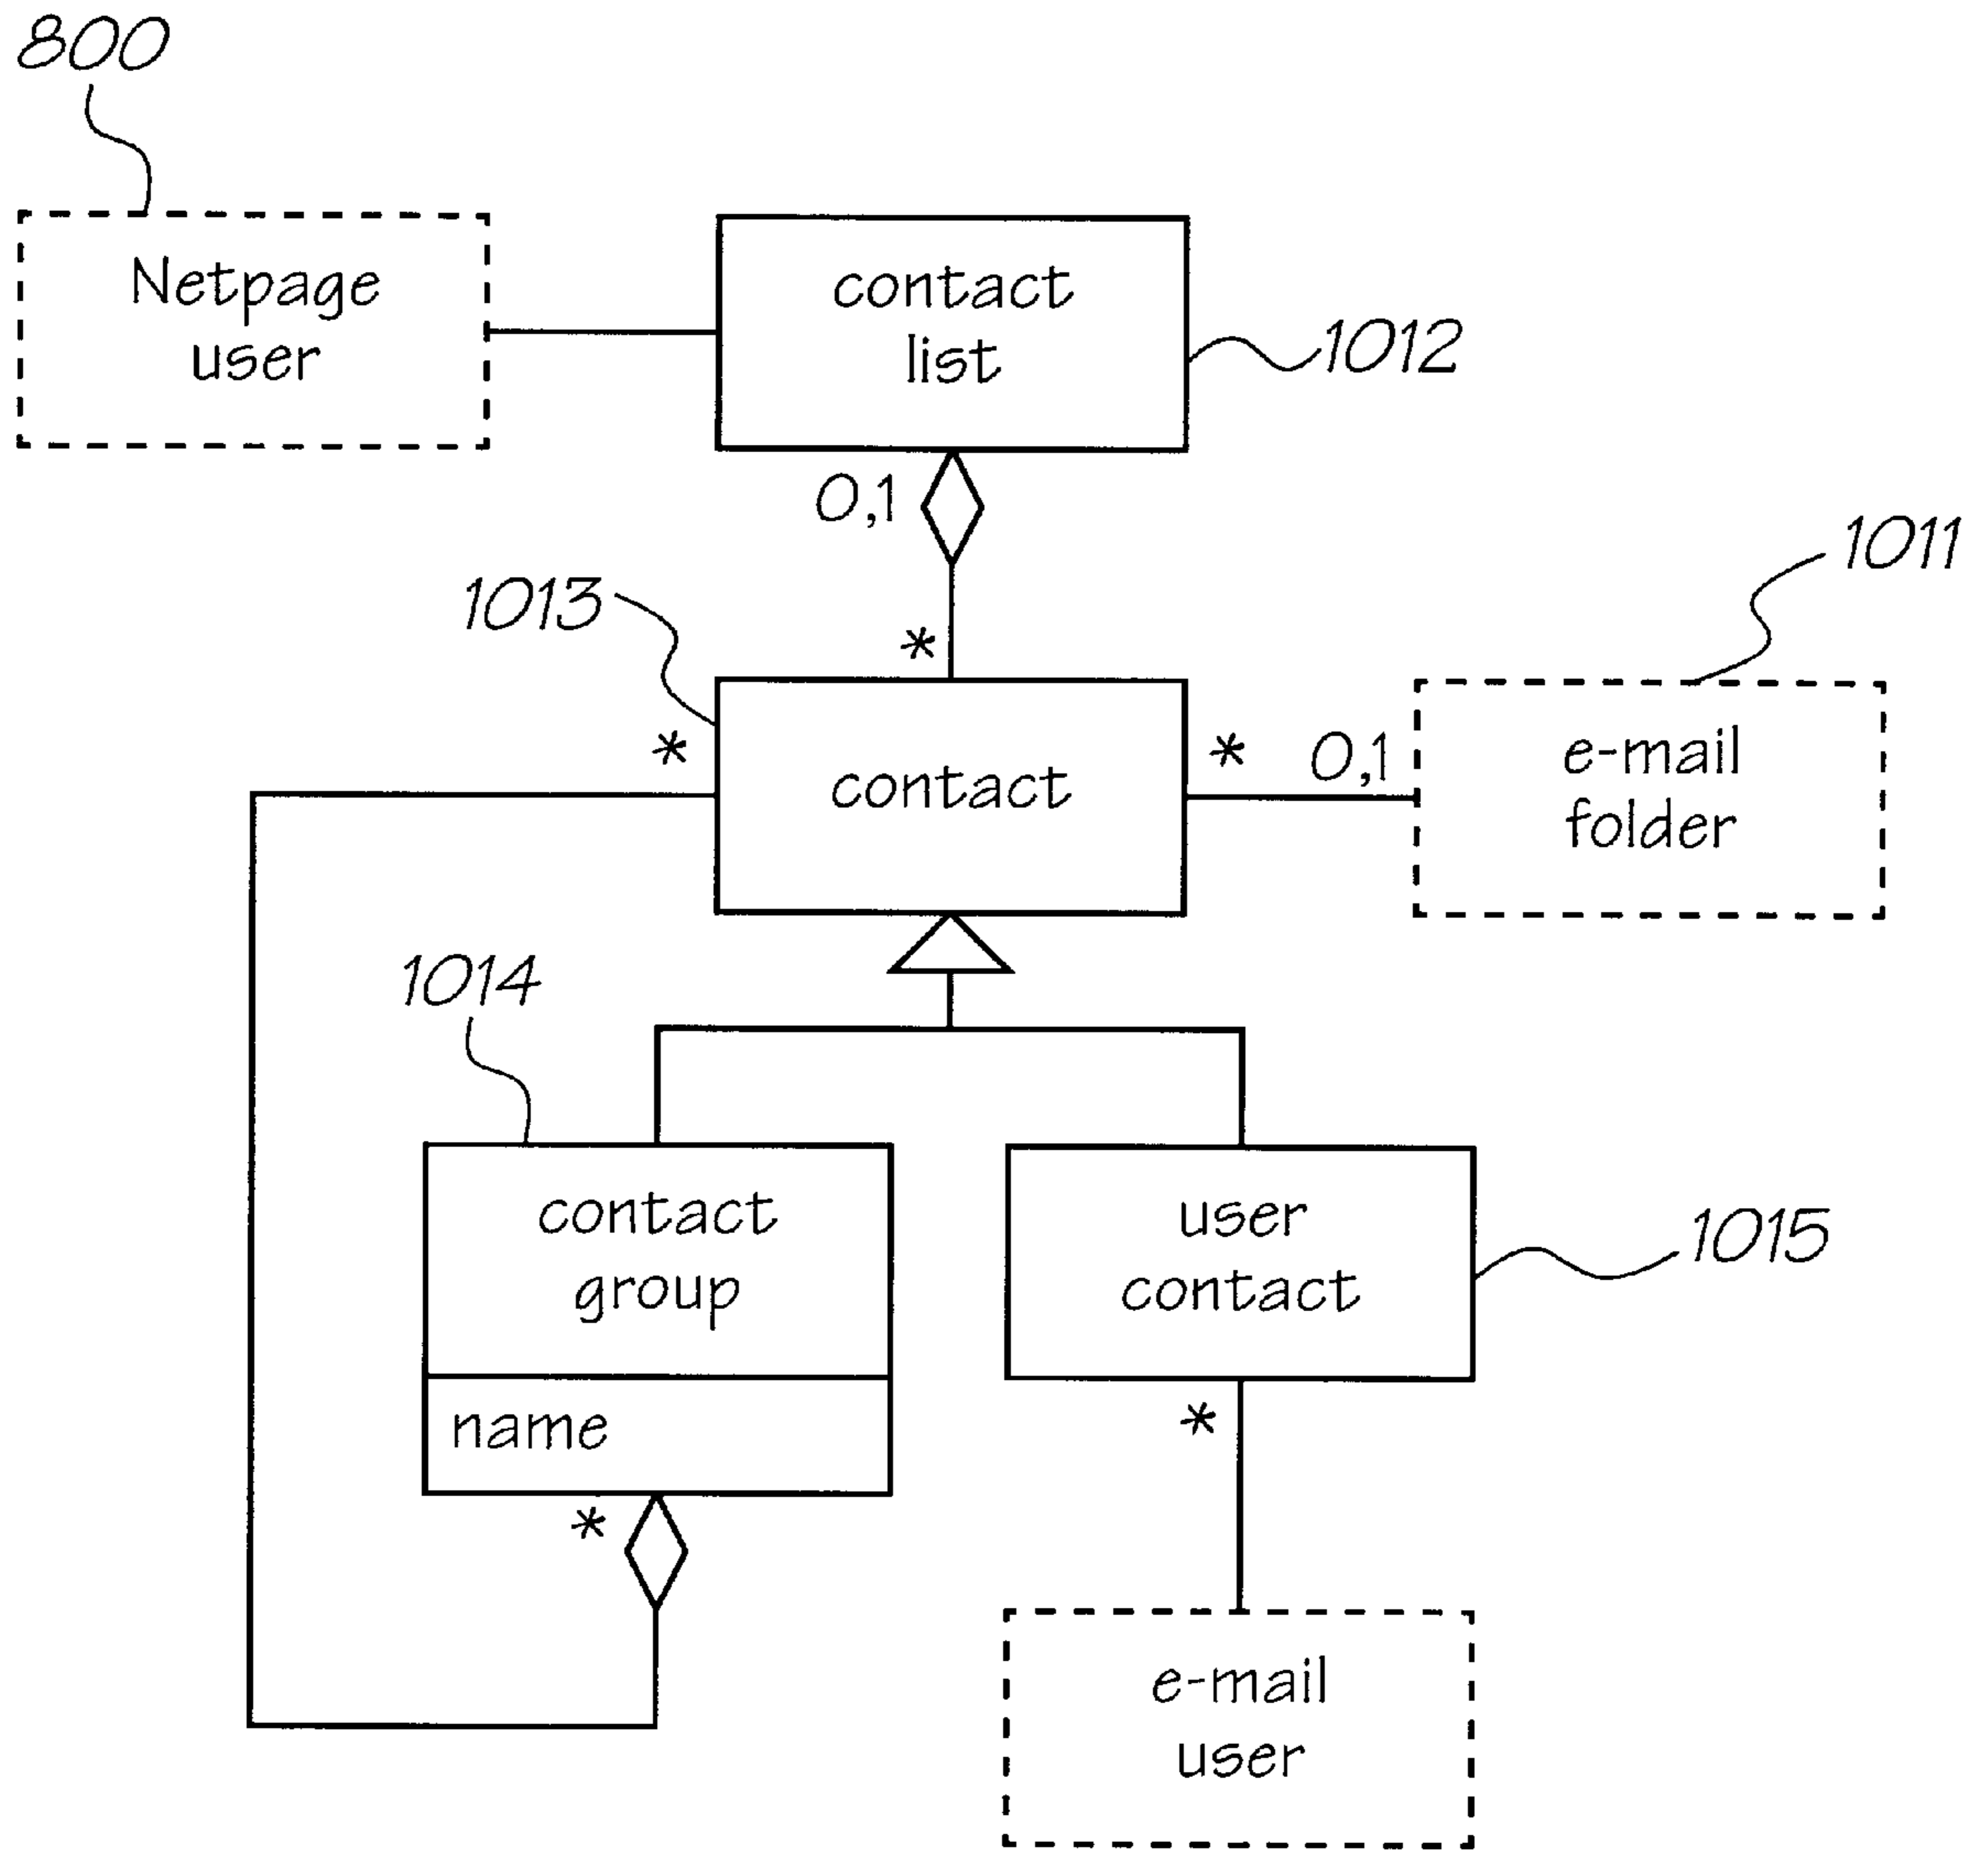 800
Netpage
user
contact
list
1012
0,1
1011
1013
*
*
contact
*
0,1
e-mail
folder
1014
contact
group
user
contact
1015
name
*
*
e-mail
user